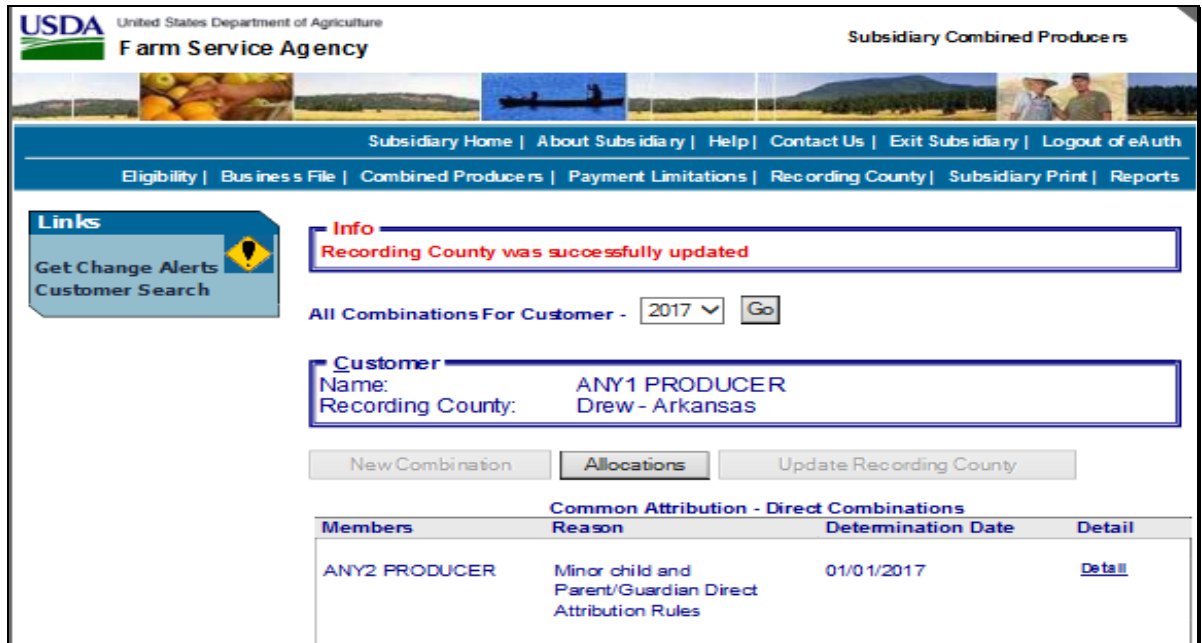 USDA United States Department of Agriculture
Farm Service Agency
Subsidiary Combined Producers
Subsidiary Home | About Subsidiary | Help | Contact Us | Exit Subsidiary | Logout of eAuth
Eligibility | Business File | Combined Producers | Payment Limitations | Recording County | Subsidiary Print | Reports
Links
Get Change Alerts
Customer Search
Info
Recording County was successfully updated
All Combinations For Customer - 2017 Go
Customer
Name: ANY1 PRODUCER
Recording County: Drew - Arkansas
New Combination Allocations Update Recording County
Common Attribution - Direct Combinations
Members Reason Determination Date Detail
ANY2 PRODUCER Minor child and 01/01/2017 Detail
Parent/Guardian Direct
Attribution Rules